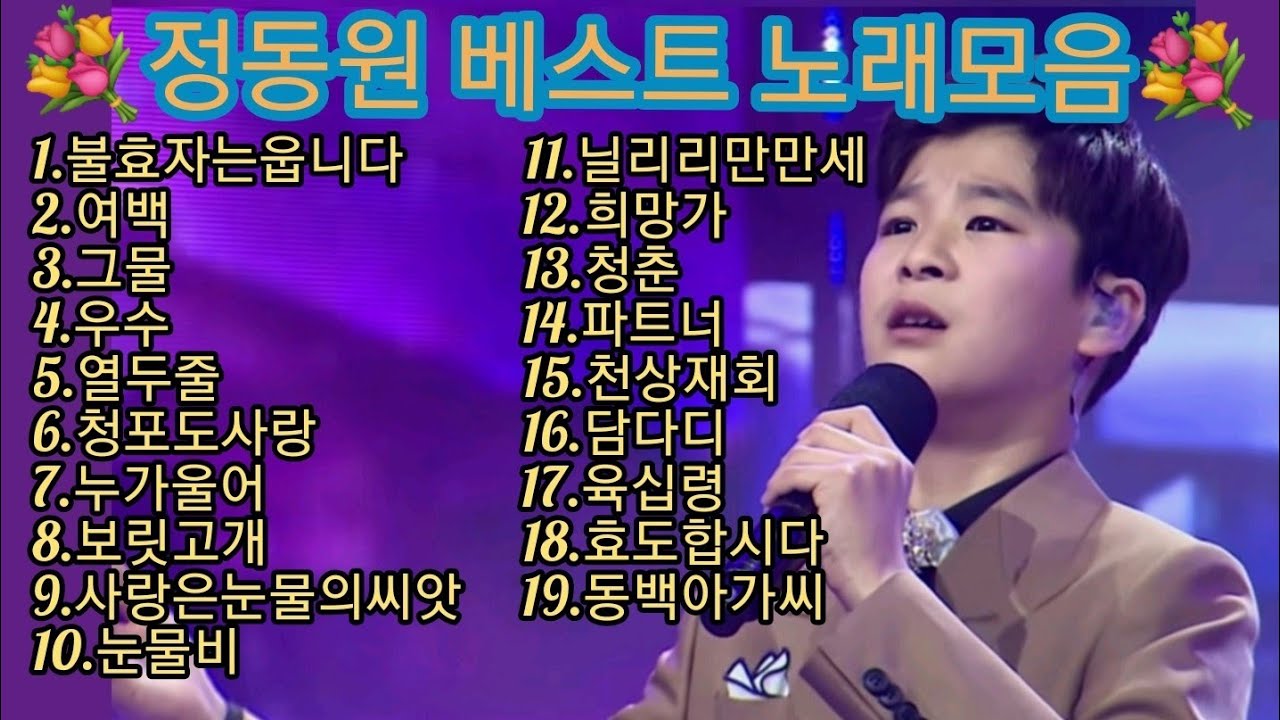 정동원 베스트 노래모음
1.불효자는웁니다
2.여백
3.그물
4.우수
5.열두줄
6.청포도사랑
7.누가울어
8.보릿고개
9.사랑은눈물의씨앗
10.눈물비
11.닐리리만만세
12.희망가
13.청춘
14.파트너
15.천상재회
16.담다디
17.육십령
18.효도합시다
19.동백아가씨